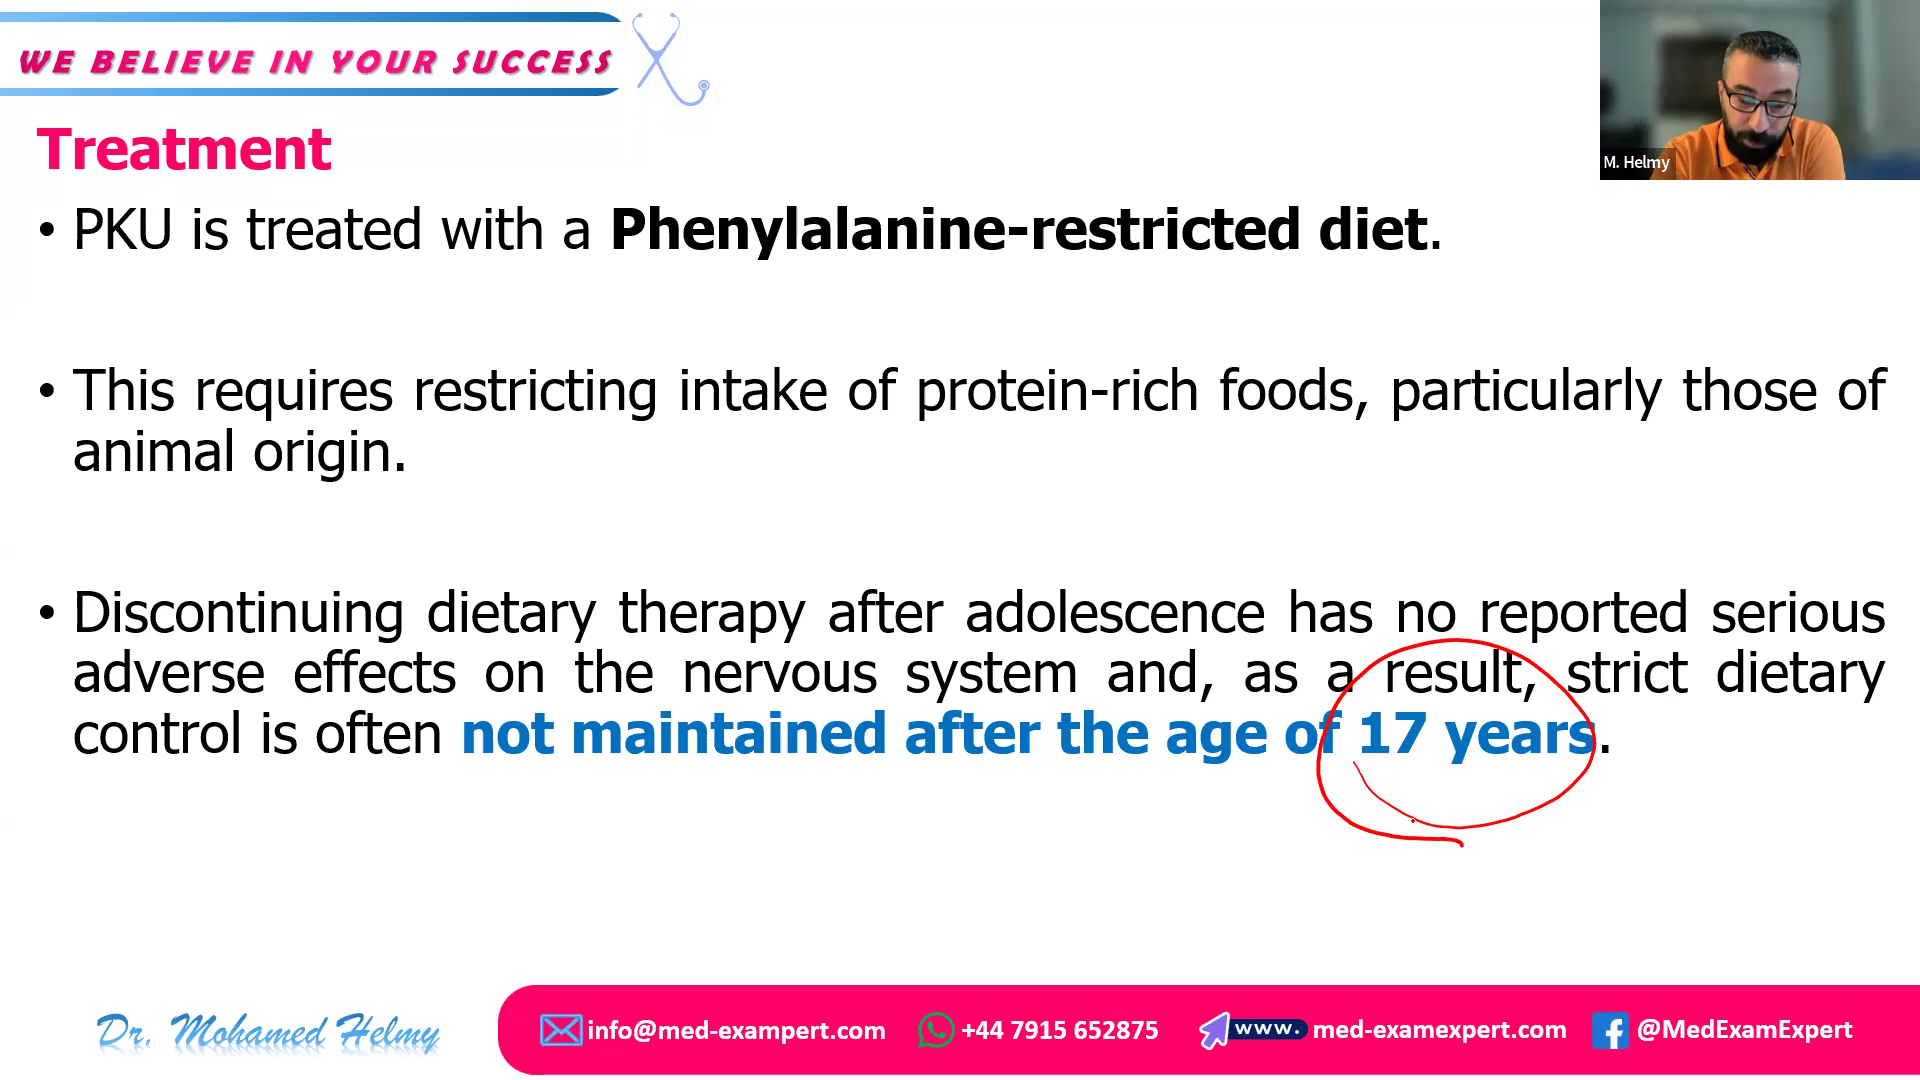 WE BELIEVE IN YOUR SUCCESS
M. Helmy
Treatment
• PKU is treated with a Phenylalanine-restricted diet.
• This requires restricting intake of protein-rich foods, particularly those of
animal origin.
• Discontinuing dietary therapy after adolescence has no reported serious
adverse effects on the nervous system and, as a result, strict dietary
control is often not maintained after the age of 17 years.
Dr. Mohamed Helmy
info@med-exampert.com
+44 7915 652875
www. med-examexpert.com
@MedExamExpert